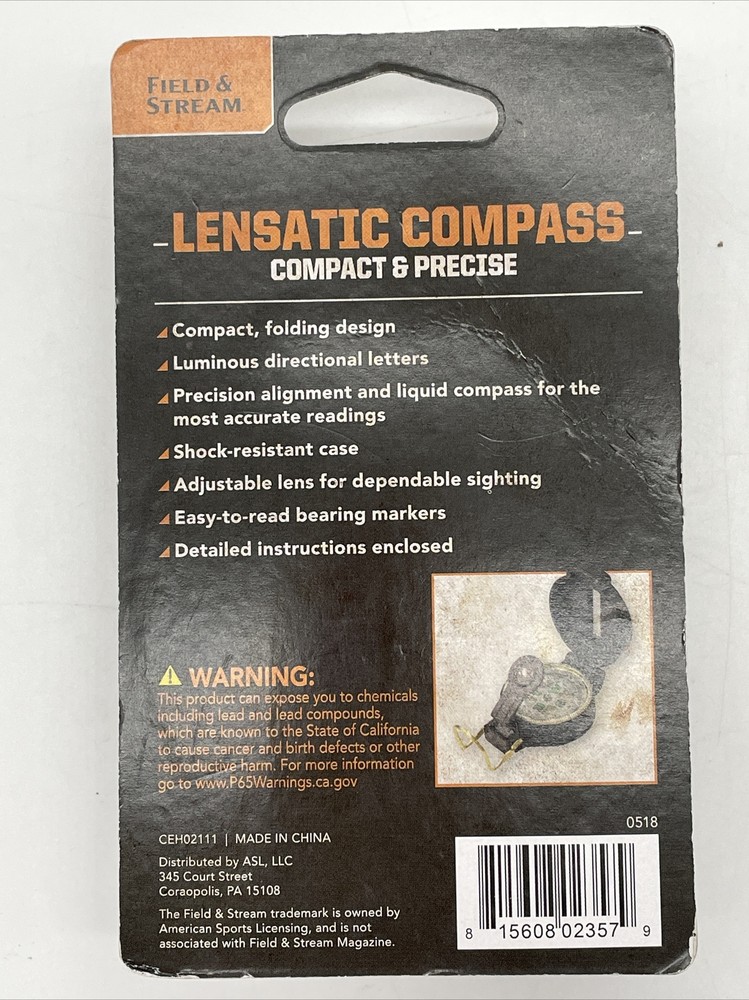 FIELD &
STREAM
LENSATIC COMPASS
COMPACT & PRECISE
Compact, folding design
Luminous directional letters
Precision alignment and liquid compass for the
most accurate readings
Shock-resistant case
Adjustable lens for dependable sighting
Easy-to-read bearing markers
Detailed instructions enclosed
WARNING:
This product can expose you to chemicals
including lead and lead compounds,
which are known to the State of California
to cause cancer and birth defects or other
reproductive harm. For more information
go to www.P65Warnings.ca.gov
0518
CEH02111 | MADE IN CHINA
Distributed by ASL, LLC
345 Court Street
Coraopolis, PA 15108
The Field & Stream trademark is owned by
American Sports Licensing, and is not
associated with Field & Stream Magazine.
8 15608 02357 9